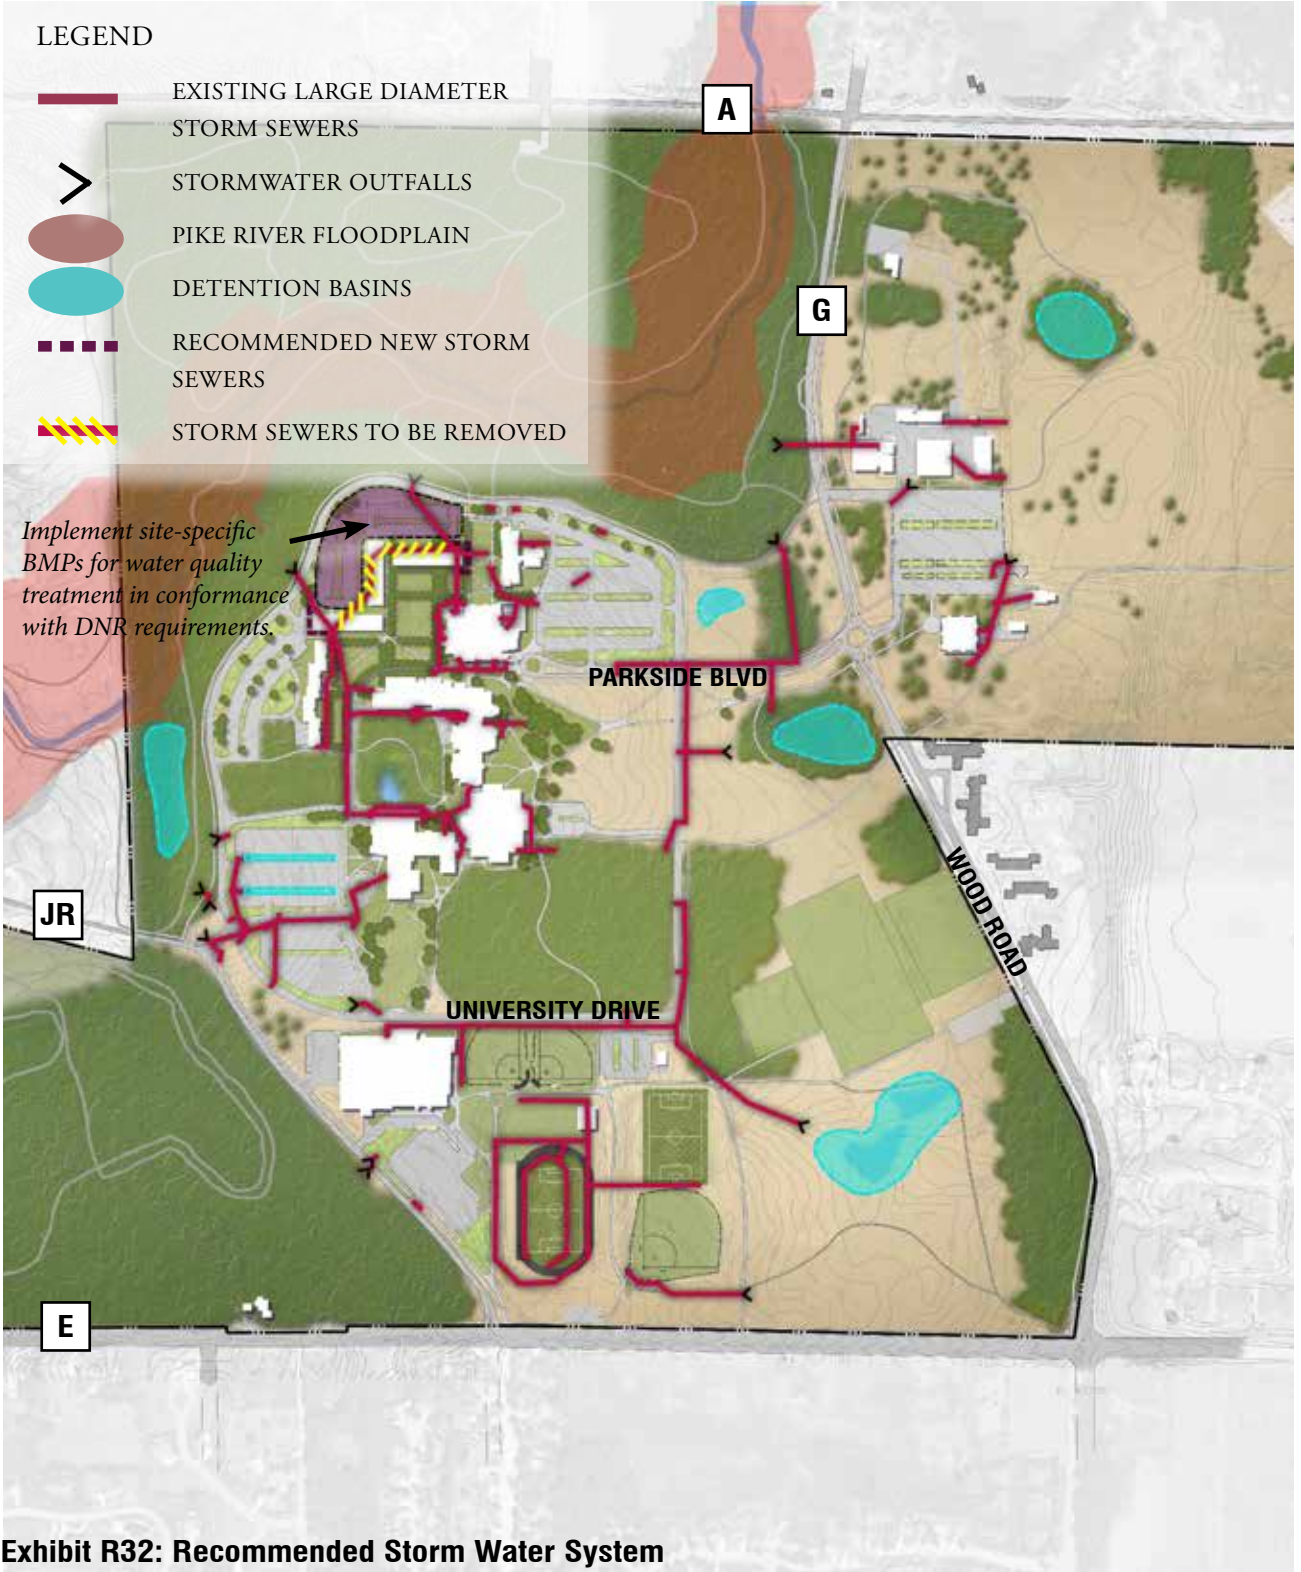 LEGEND
EXISTING LARGE DIAMETER
STORM SEWERS
STORMWATER OUTFALLS
PIKE RIVER FLOODPLAIN
DETENTION BASINS
RECOMMENDED NEW STORM
SEWERS
STORM SEWERS TO BE REMOVED
A
G
Implement site-specific
BMPs for water quality
treatment in conformance
with DNR requirements.
PARKSIDE BLVD
WOOD ROAD
JR
UNIVERSITY DRIVE
E
Exhibit R32: Recommended Storm Water System